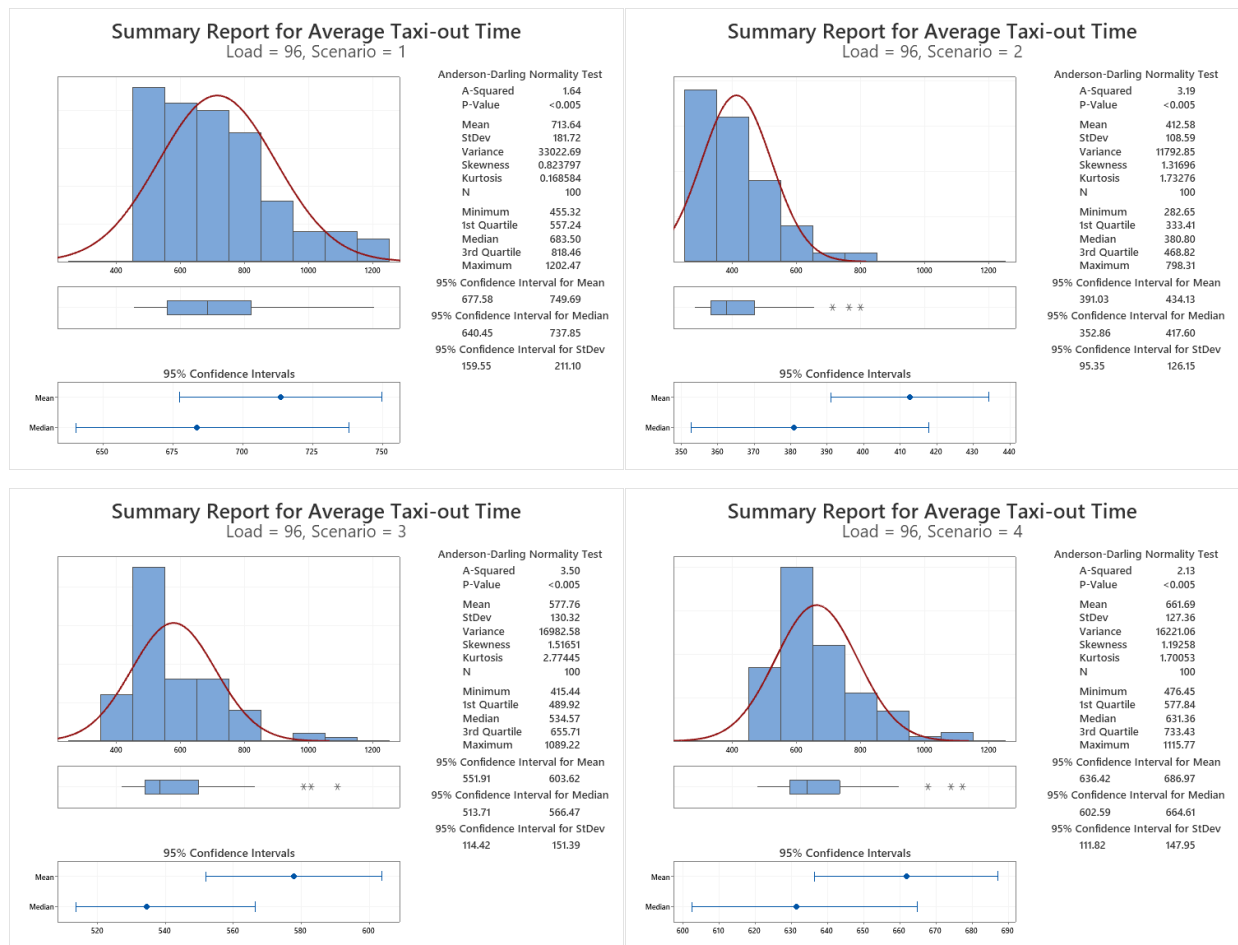 Summary Report for Average Taxi-out Time
Load = 96, Scenario = 1
Anderson-Darling Normality Test
A-Squared 1.64
P-Value <0.005
Mean 713.64
StDev 181.72
Variance 33022.69
Skewness 0.823797
Kurtosis 0.168584
N 100
Minimum 455.32
1st Quartile 557.24
Median 683.50
3rd Quartile 818.46
Maximum 1202.47
95% Confidence Interval for Mean
677.58 749.69
95% Confidence Interval for Median
640.45 737.85
95% Confidence Interval for StDev
159.55 211.10
400 600 800 1000 1200
95% Confidence Intervals
Mean
Median
650 675 700 725 750
Summary Report for Average Taxi-out Time
Load = 96, Scenario = 2
Anderson-Darling Normality Test
A-Squared 3.19
P-Value <0.005
Mean 412.58
StDev 108.59
Variance 11792.85
Skewness 1.31696
Kurtosis 1.73276
N 100
Minimum 282.65
1st Quartile 333.41
Median 380.80
3rd Quartile 468.82
Maximum 798.31
95% Confidence Interval for Mean
391.03 434.13
95% Confidence Interval for Median
352.86 417.60
95% Confidence Interval for StDev
95.35 126.15
400 600 800 1000 1200
95% Confidence Intervals
Mean
Median
350 360 370 380 390 400 410 420 430 440
Summary Report for Average Taxi-out Time
Load = 96, Scenario = 3
Anderson-Darling Normality Test
A-Squared 3.50
P-Value <0.005
Mean 577.76
StDev 130.32
Variance 16982.58
Skewness 1.51651
Kurtosis 2.77445
N 100
Minimum 415.44
1st Quartile 489.92
Median 534.57
3rd Quartile 655.71
Maximum 1089.22
95% Confidence Interval for Mean
551.91 603.62
95% Confidence Interval for Median
513.71 566.47
95% Confidence Interval for StDev
114.42 151.39
400 600 800 1000 1200
95% Confidence Intervals
Mean
Median
520 540 560 580 600
Summary Report for Average Taxi-out Time
Load = 96, Scenario = 4
Anderson-Darling Normality Test
A-Squared 2.13
P-Value <0.005
Mean 661.69
StDev 127.36
Variance 16221.06
Skewness 1.19258
Kurtosis 1.70053
N 100
Minimum 476.45
1st Quartile 577.84
Median 631.36
3rd Quartile 733.43
Maximum 1115.77
95% Confidence Interval for Mean
636.42 686.97
95% Confidence Interval for Median
602.59 664.61
95% Confidence Interval for StDev
111.82 147.95
400 600 800 1000 1200
95% Confidence Intervals
Mean
Median
600 610 620 630 640 650 660 670 680 690